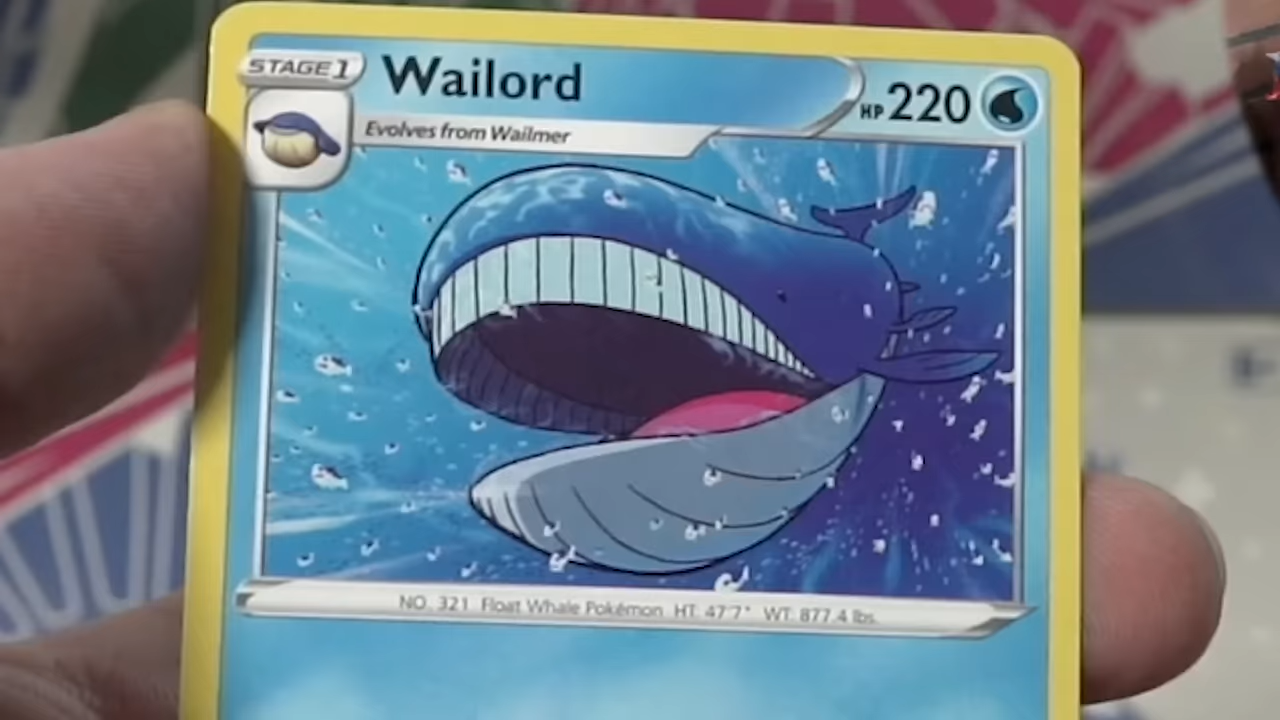 STAGE 1
Wailord
HP 220
Evolves from Wailmer
NO. 321 Float Whale Pokémon HT: 47'7" WT: 877.4 lbs.